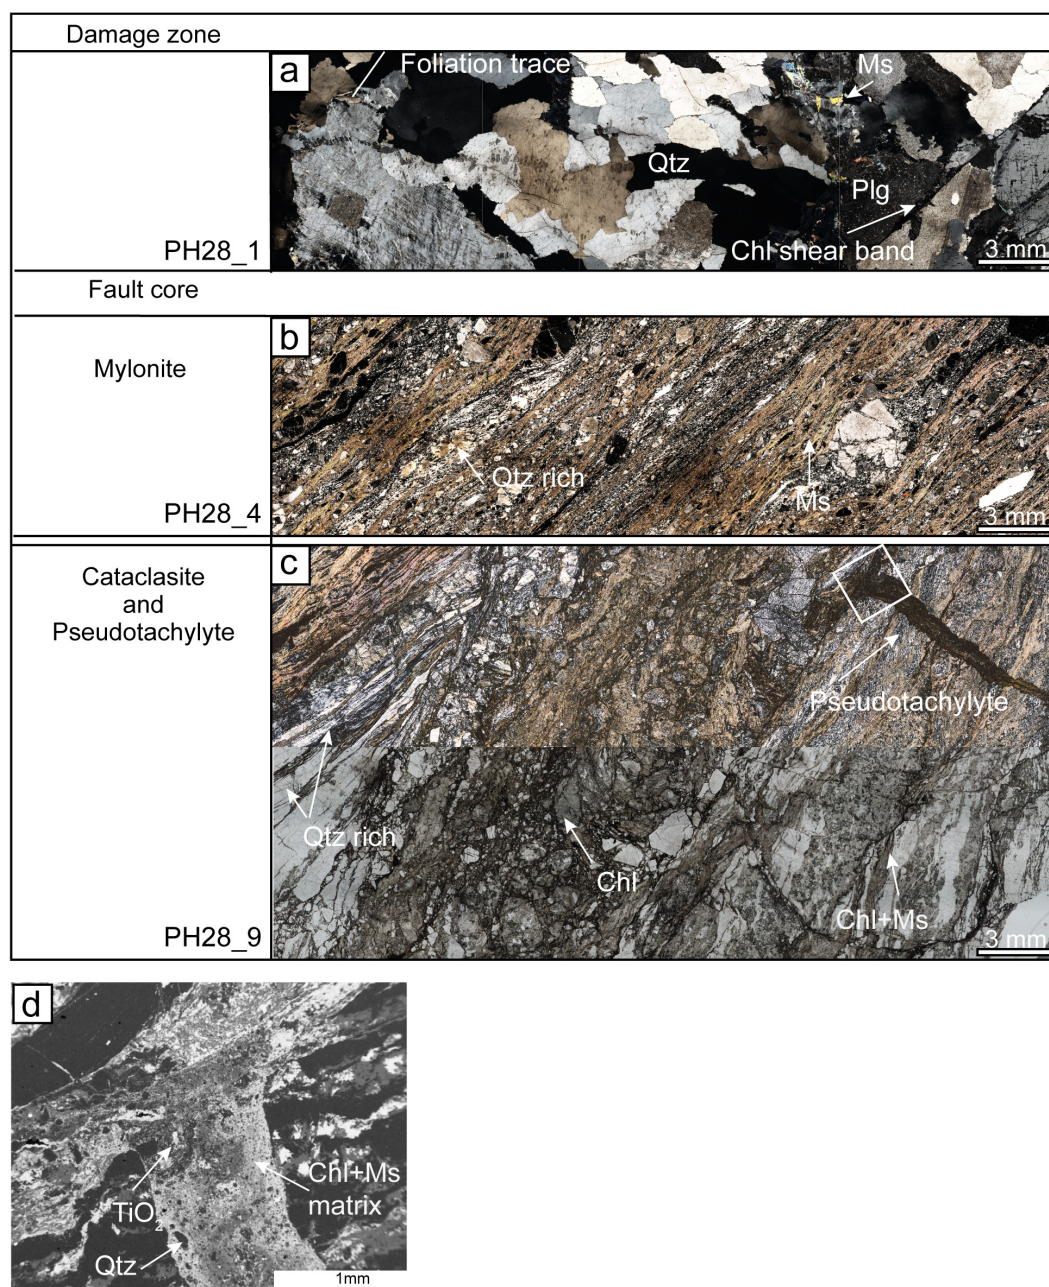 Damage zone
a
Foliation trace
Ms
Qtz
Plg
Chl shear band
3 mm
PH28_1
Fault core
b
Mylonite
Qtz rich
Ms
3 mm
PH28_4
c
Cataclasite
and
Pseudotachylyte
Pseudotachylyte
Qtz rich
Chl
Chl+Ms
3 mm
PH28_9
d
Chl+Ms
matrix
TiO₂
Qtz
1mm